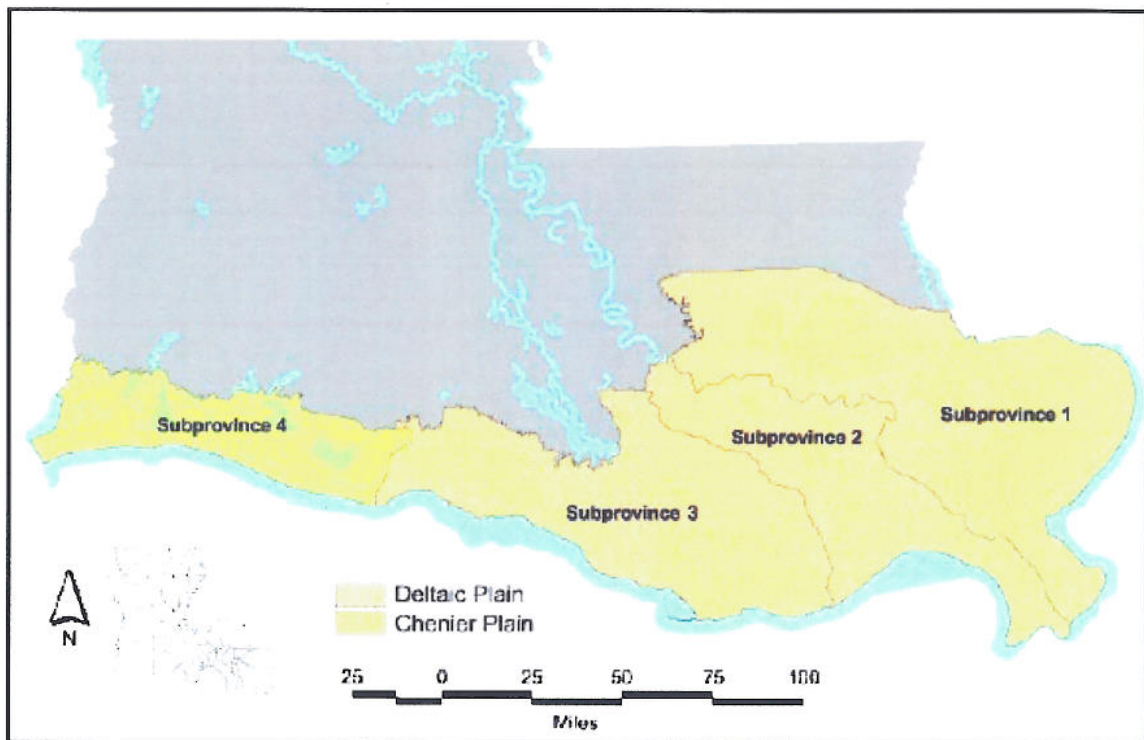 Subprovince 1
Subprovince 4
Subprovince 2
Subprovince 3
Deltaic Plain
Chenier Plain
N
25 0 25 50 75 100
Miles